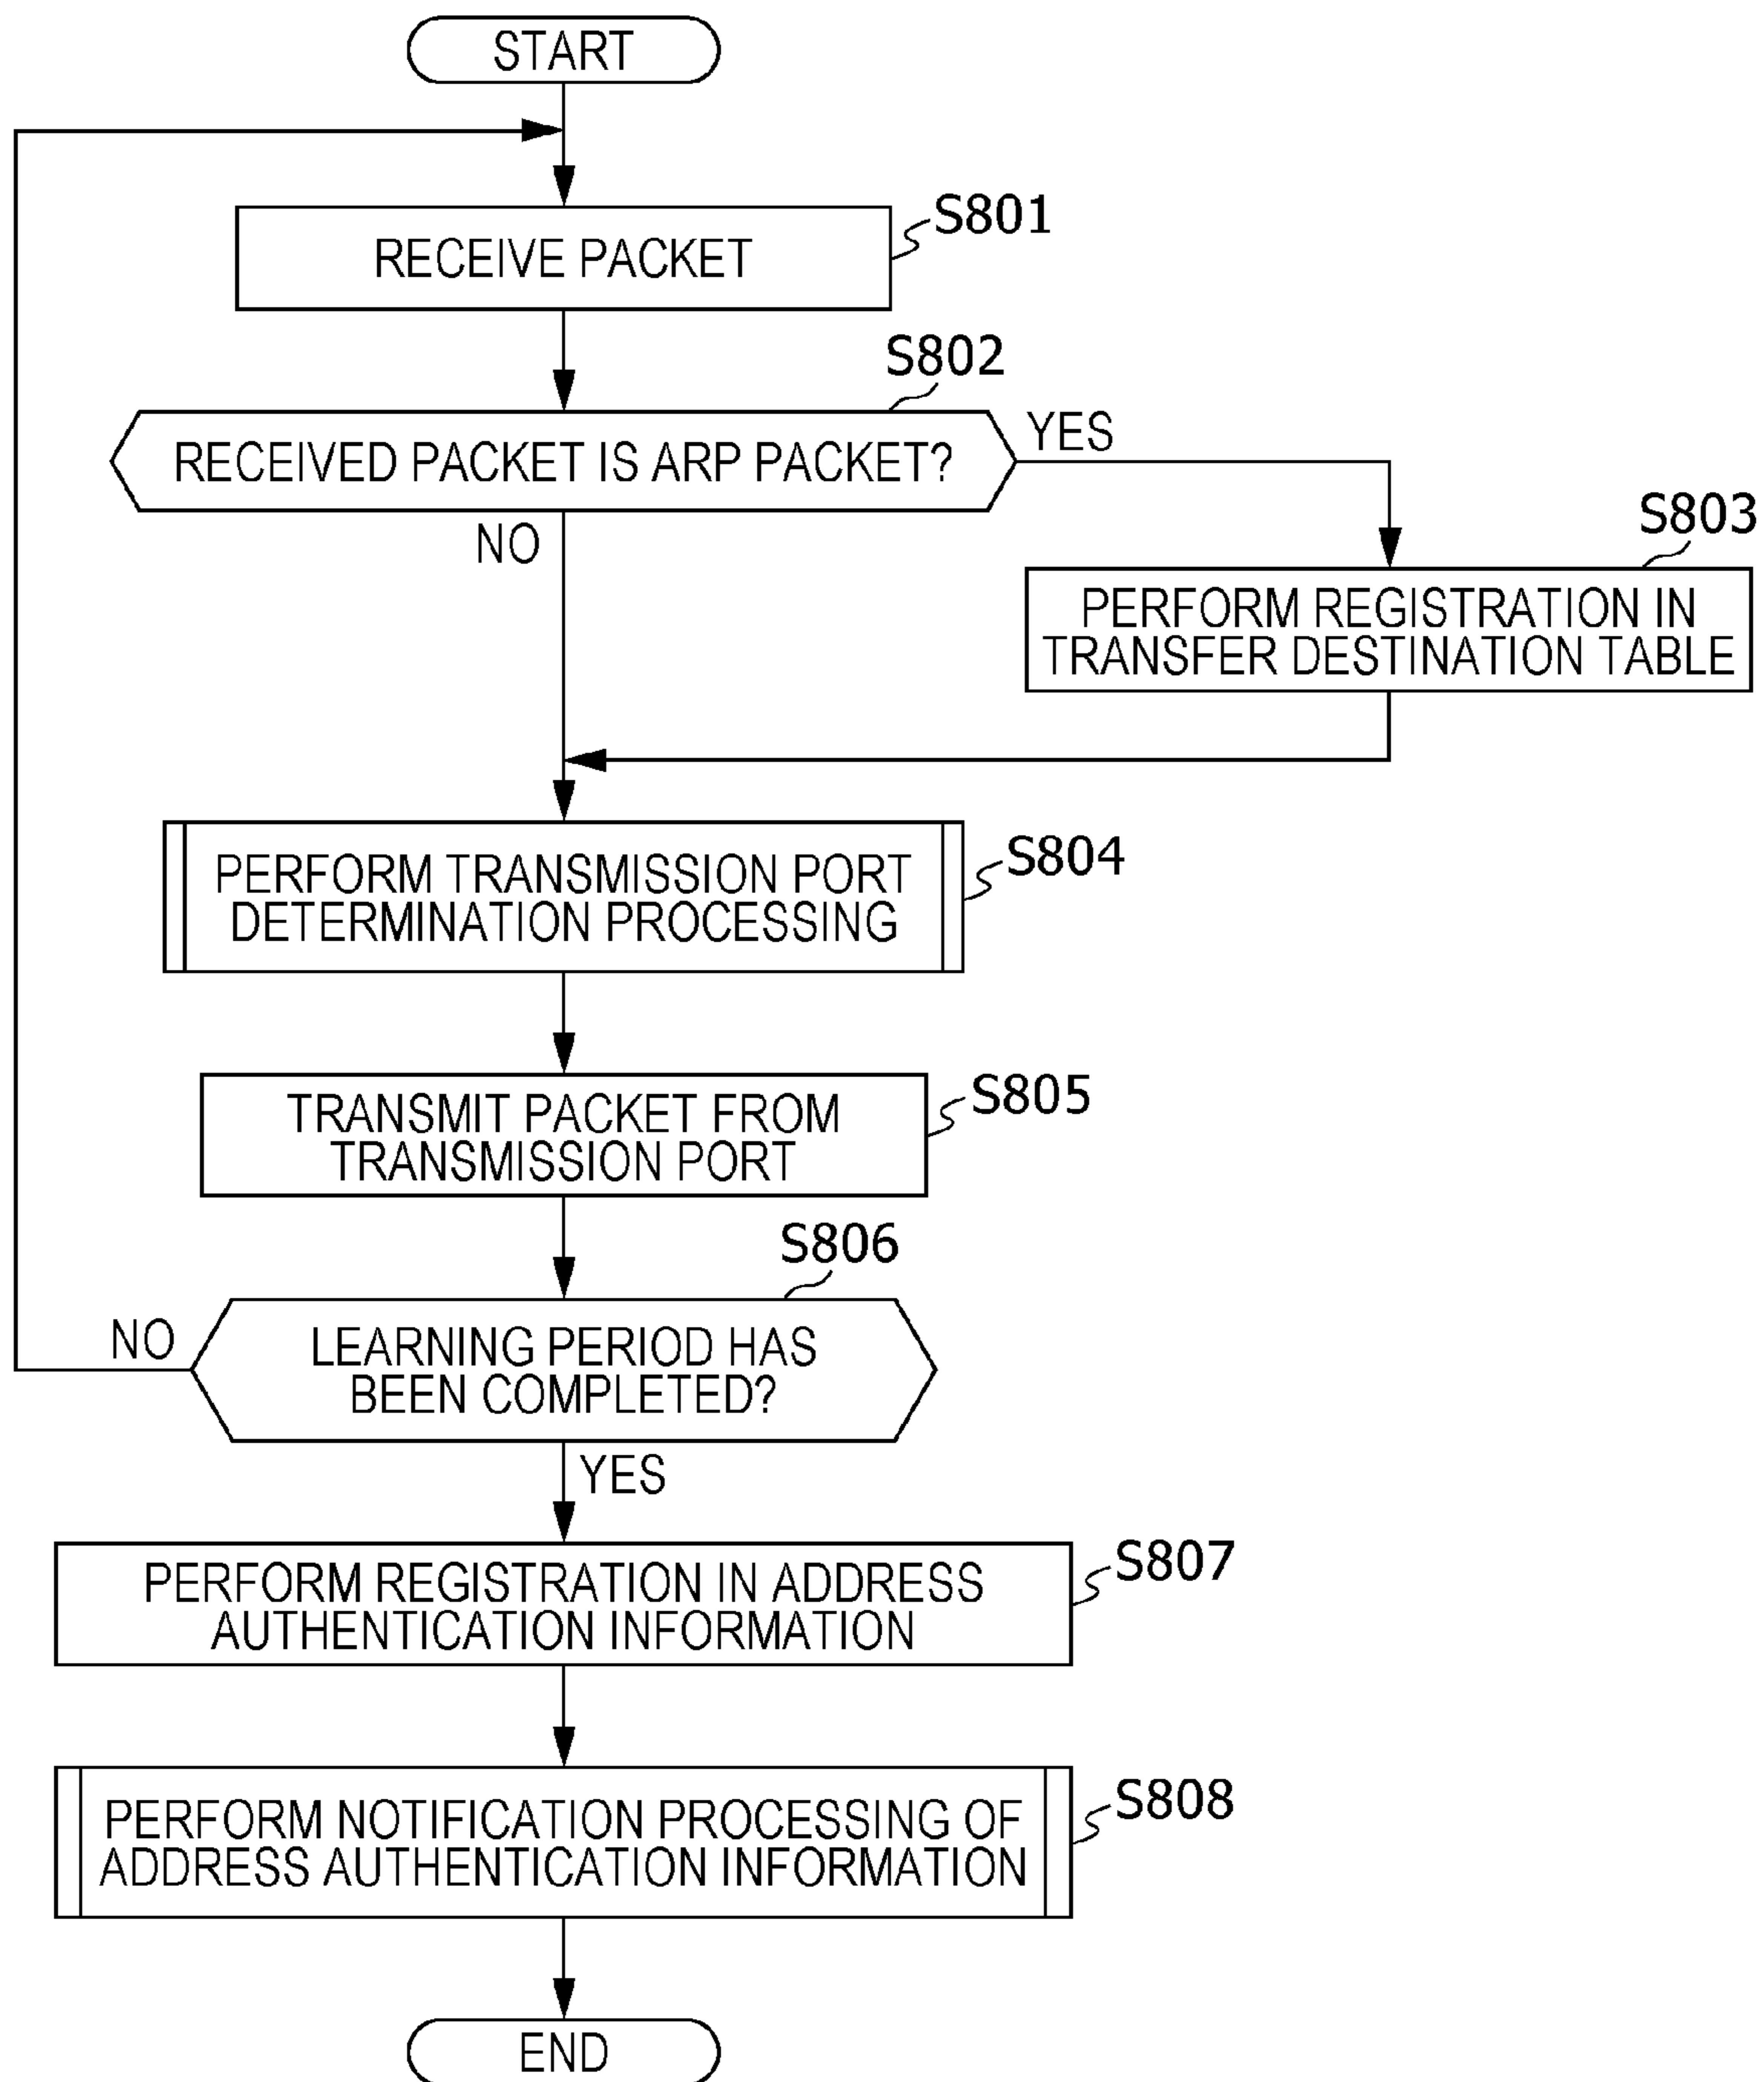 START
S801
RECEIVE PACKET
S802
RECEIVED PACKET IS ARP PACKET?
YES
NO
S803
PERFORM REGISTRATION IN
TRANSFER DESTINATION TABLE
S804
PERFORM TRANSMISSION PORT
DETERMINATION PROCESSING
S805
TRANSMIT PACKET FROM
TRANSMISSION PORT
S806
NO
LEARNING PERIOD HAS
BEEN COMPLETED?
YES
S807
PERFORM REGISTRATION IN ADDRESS
AUTHENTICATION INFORMATION
S808
PERFORM NOTIFICATION PROCESSING OF
ADDRESS AUTHENTICATION INFORMATION
END